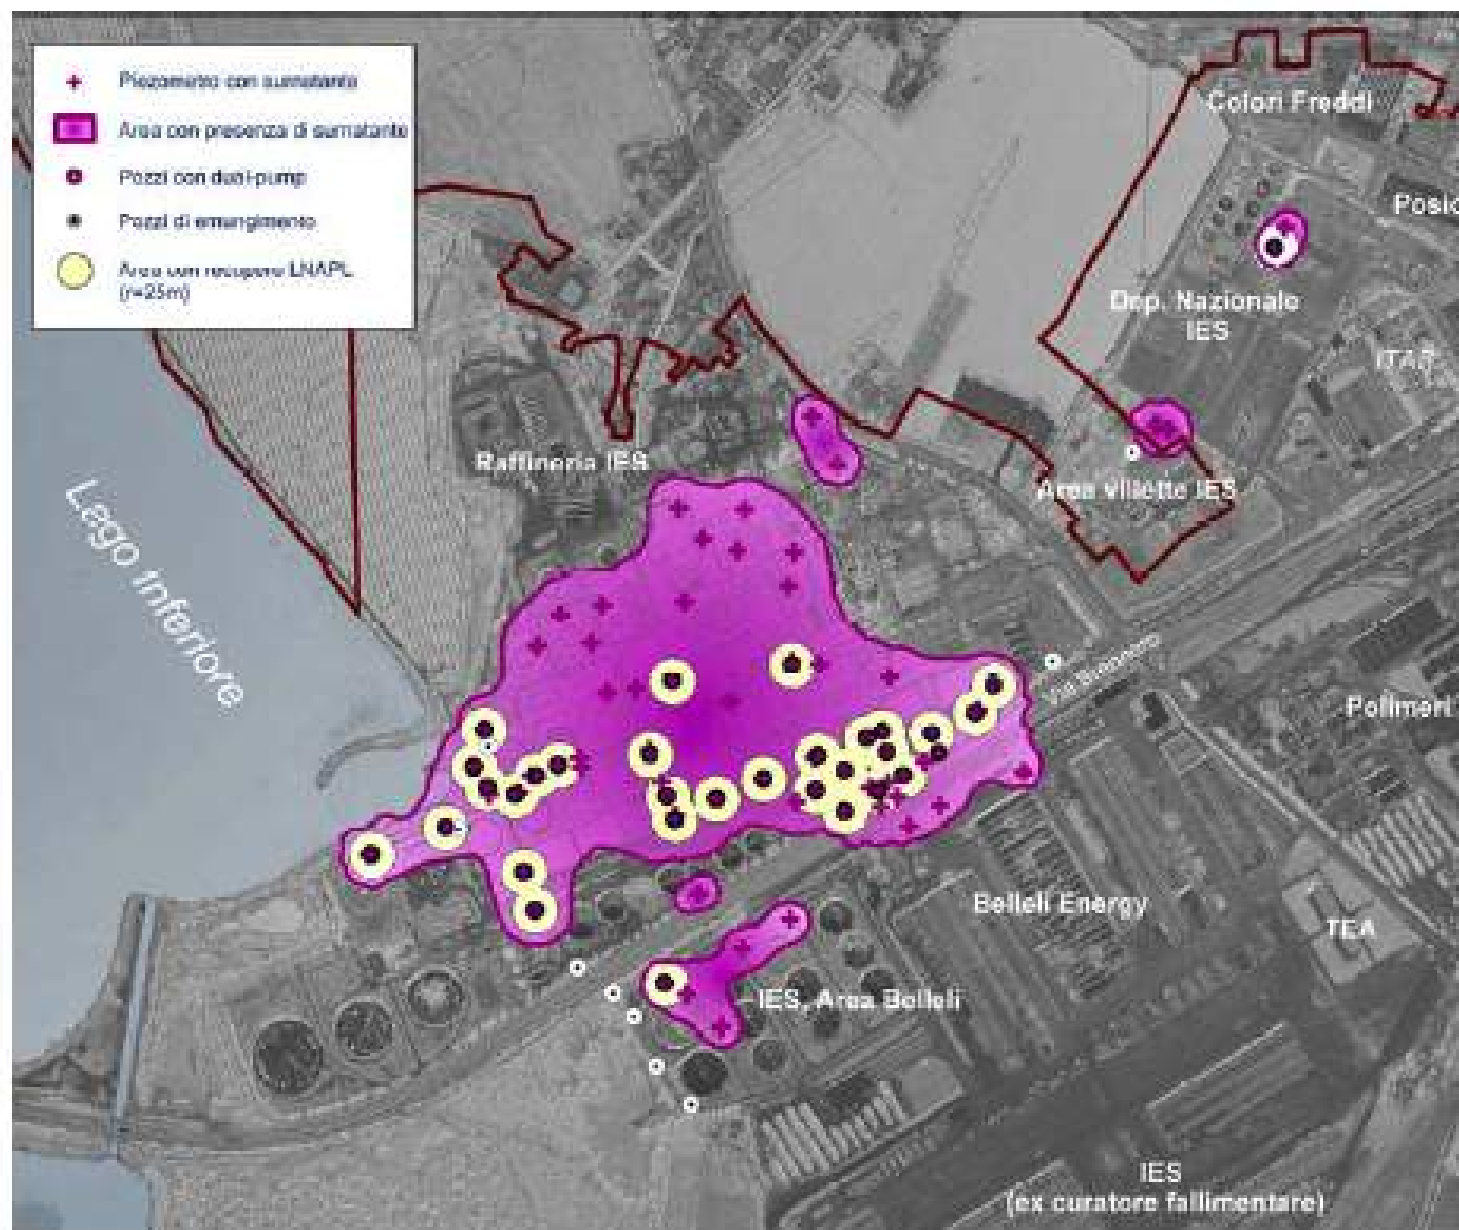 Piezometro con surnatante
Area con presenza di surnatante
Pozzi con dual-pump
Pozzi di emungimento
Area con recupero LNAPL
(r=25m)
Colori Freddi
Dep. Nazionale
IES
Raffineria IES
Area villette IES
Lago Inferiore
Polimeri
Belleli Energy
TEA
IES, Area Belleli
IES
(ex curatore fallimentare)